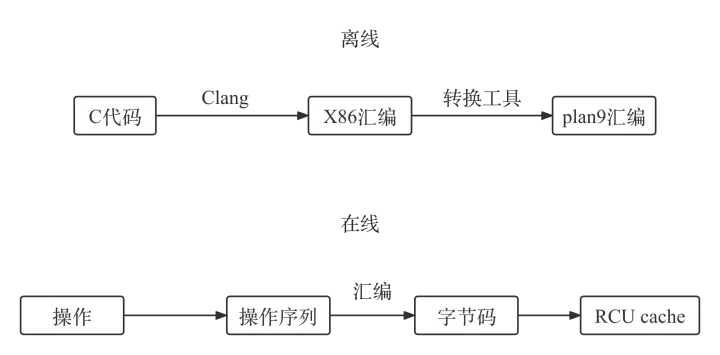 离线
Clang
转换工具
C代码
X86汇编
plan9汇编
在线
汇编
操作
操作序列
字节码
RCU cache